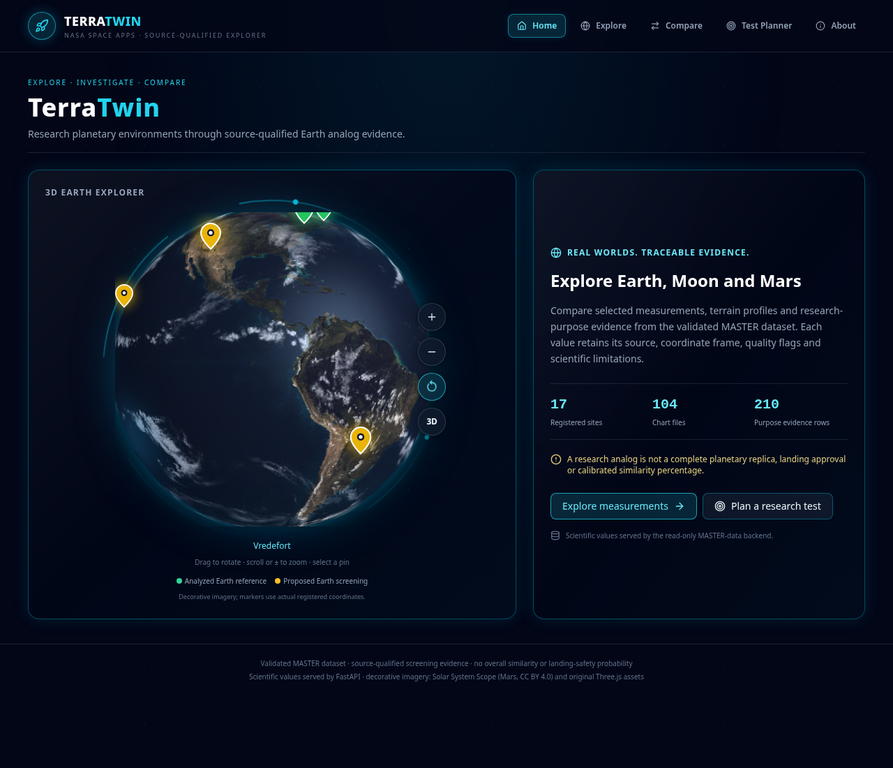 TERRATWIN
NASA SPACE APPS · SOURCE-QUALIFIED EXPLORER
Home
Explore
Compare
Test Planner
About
EXPLORE · INVESTIGATE · COMPARE
TerraTwin
Research planetary environments through source-qualified Earth analog evidence.
3D EARTH EXPLORER
+
−
3D
Vredefort
Drag to rotate · scroll or ± to zoom · select a pin
Analyzed Earth reference
Proposed Earth screening
Decorative imagery; markers use actual registered coordinates.
REAL WORLDS. TRACEABLE EVIDENCE.
Explore Earth, Moon and Mars
Compare selected measurements, terrain profiles and research-
purpose evidence from the validated MASTER dataset. Each
value retains its source, coordinate frame, quality flags and
scientific limitations.
17
Registered sites
104
Chart files
210
Purpose evidence rows
A research analog is not a complete planetary replica, landing approval
or calibrated similarity percentage.
Explore measurements
Plan a research test
Scientific values served by the read-only MASTER-data backend.
Validated MASTER dataset · source-qualified screening evidence · no overall similarity or landing-safety probability
Scientific values served by FastAPI · decorative imagery: Solar System Scope (Mars, CC BY 4.0) and original Three.js assets